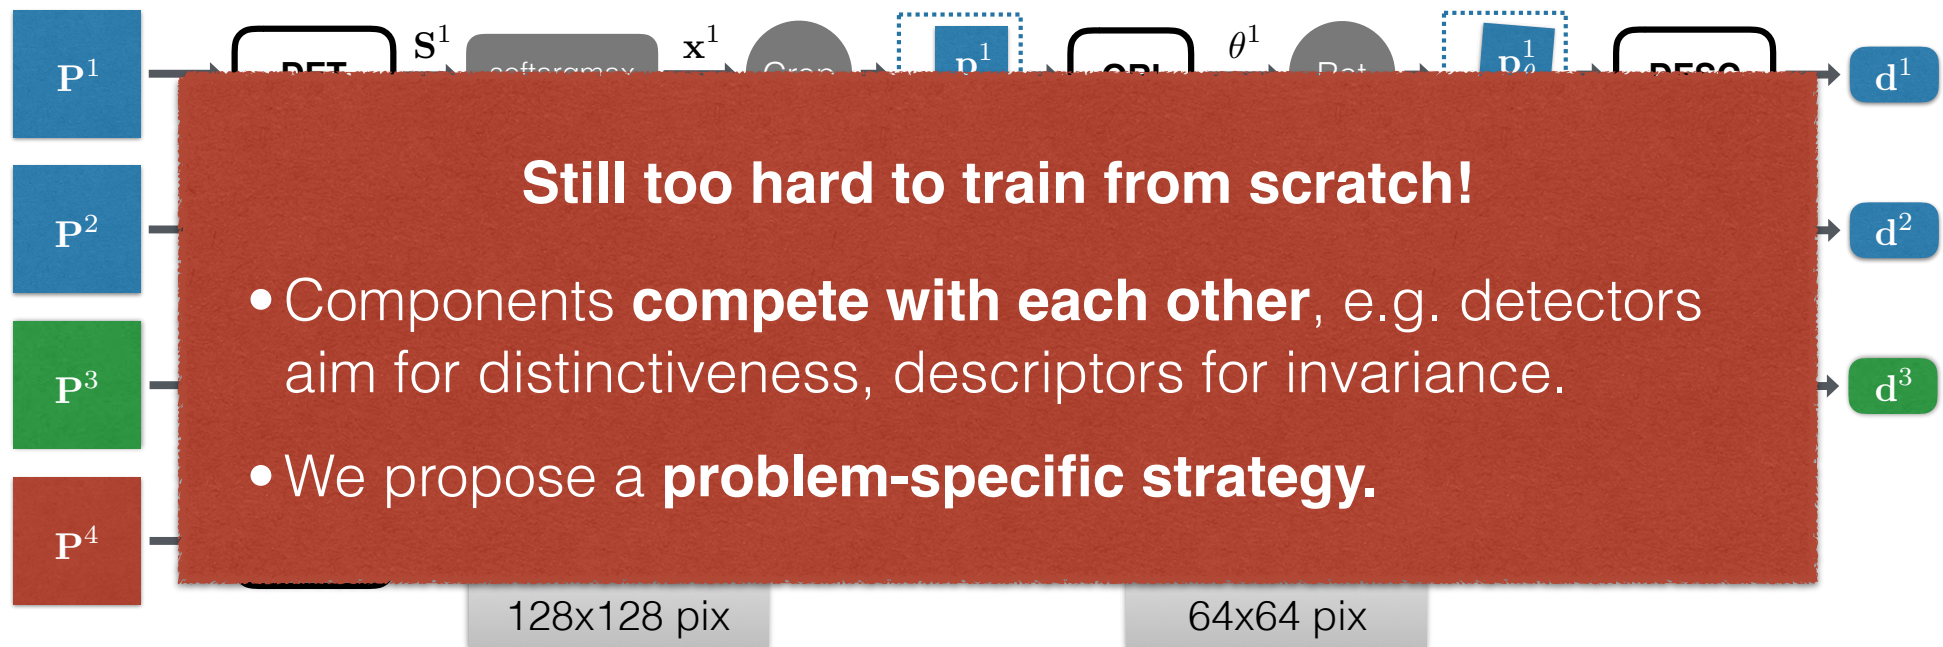 P¹ S¹ x¹ p¹ θ¹ d¹
Still too hard to train from scratch!
P² d²
• Components compete with each other, e.g. detectors
aim for distinctiveness, descriptors for invariance.
P³ d³
• We propose a problem-specific strategy.
P⁴
128x128 pix 64x64 pix